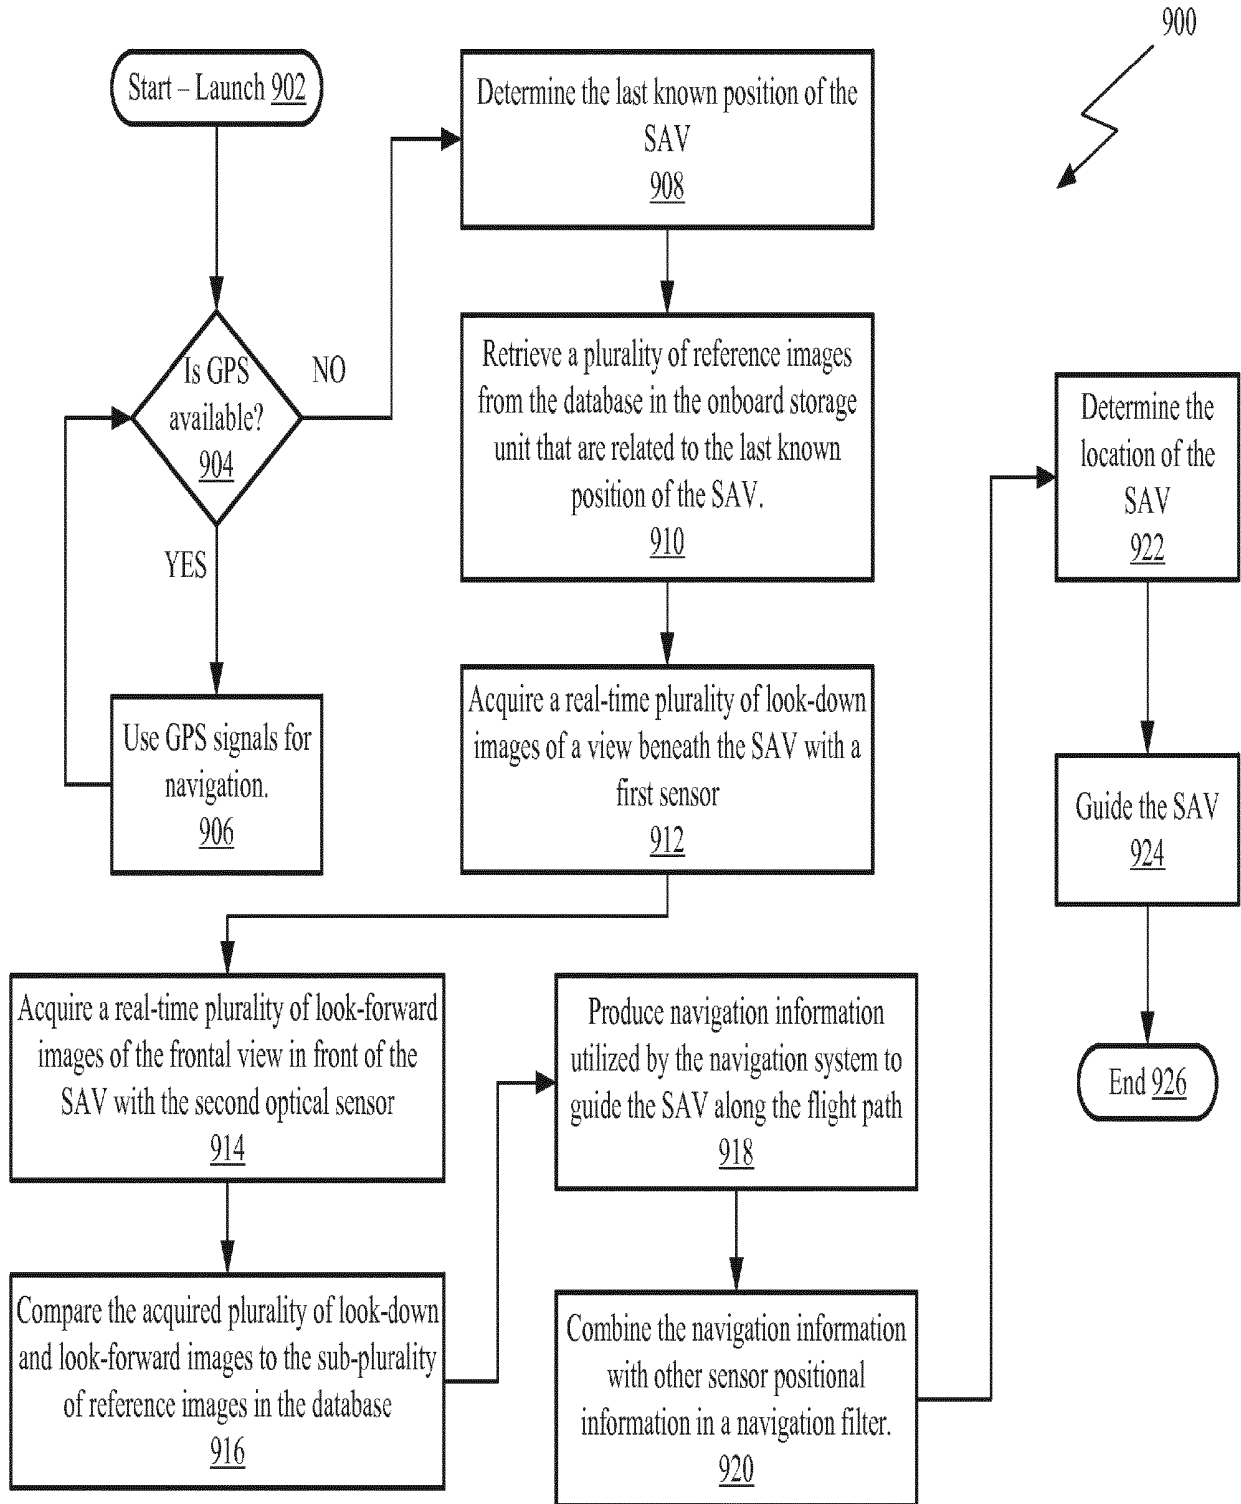 900
Start – Launch 902
Is GPS
available?
904
NO
YES
Use GPS signals for
navigation.
906
Determine the last known position of the
SAV
908
Retrieve a plurality of reference images
from the database in the onboard storage
unit that are related to the last known
position of the SAV.
910
Acquire a real-time plurality of look-down
images of a view beneath the SAV with a
first sensor
912
Acquire a real-time plurality of look-forward
images of the frontal view in front of the
SAV with the second optical sensor
914
Compare the acquired plurality of look-down
and look-forward images to the sub-plurality
of reference images in the database
916
Produce navigation information
utilized by the navigation system to
guide the SAV along the flight path
918
Combine the navigation information
with other sensor positional
information in a navigation filter.
920
Determine the
location of the
SAV
922
Guide the SAV
924
End 926